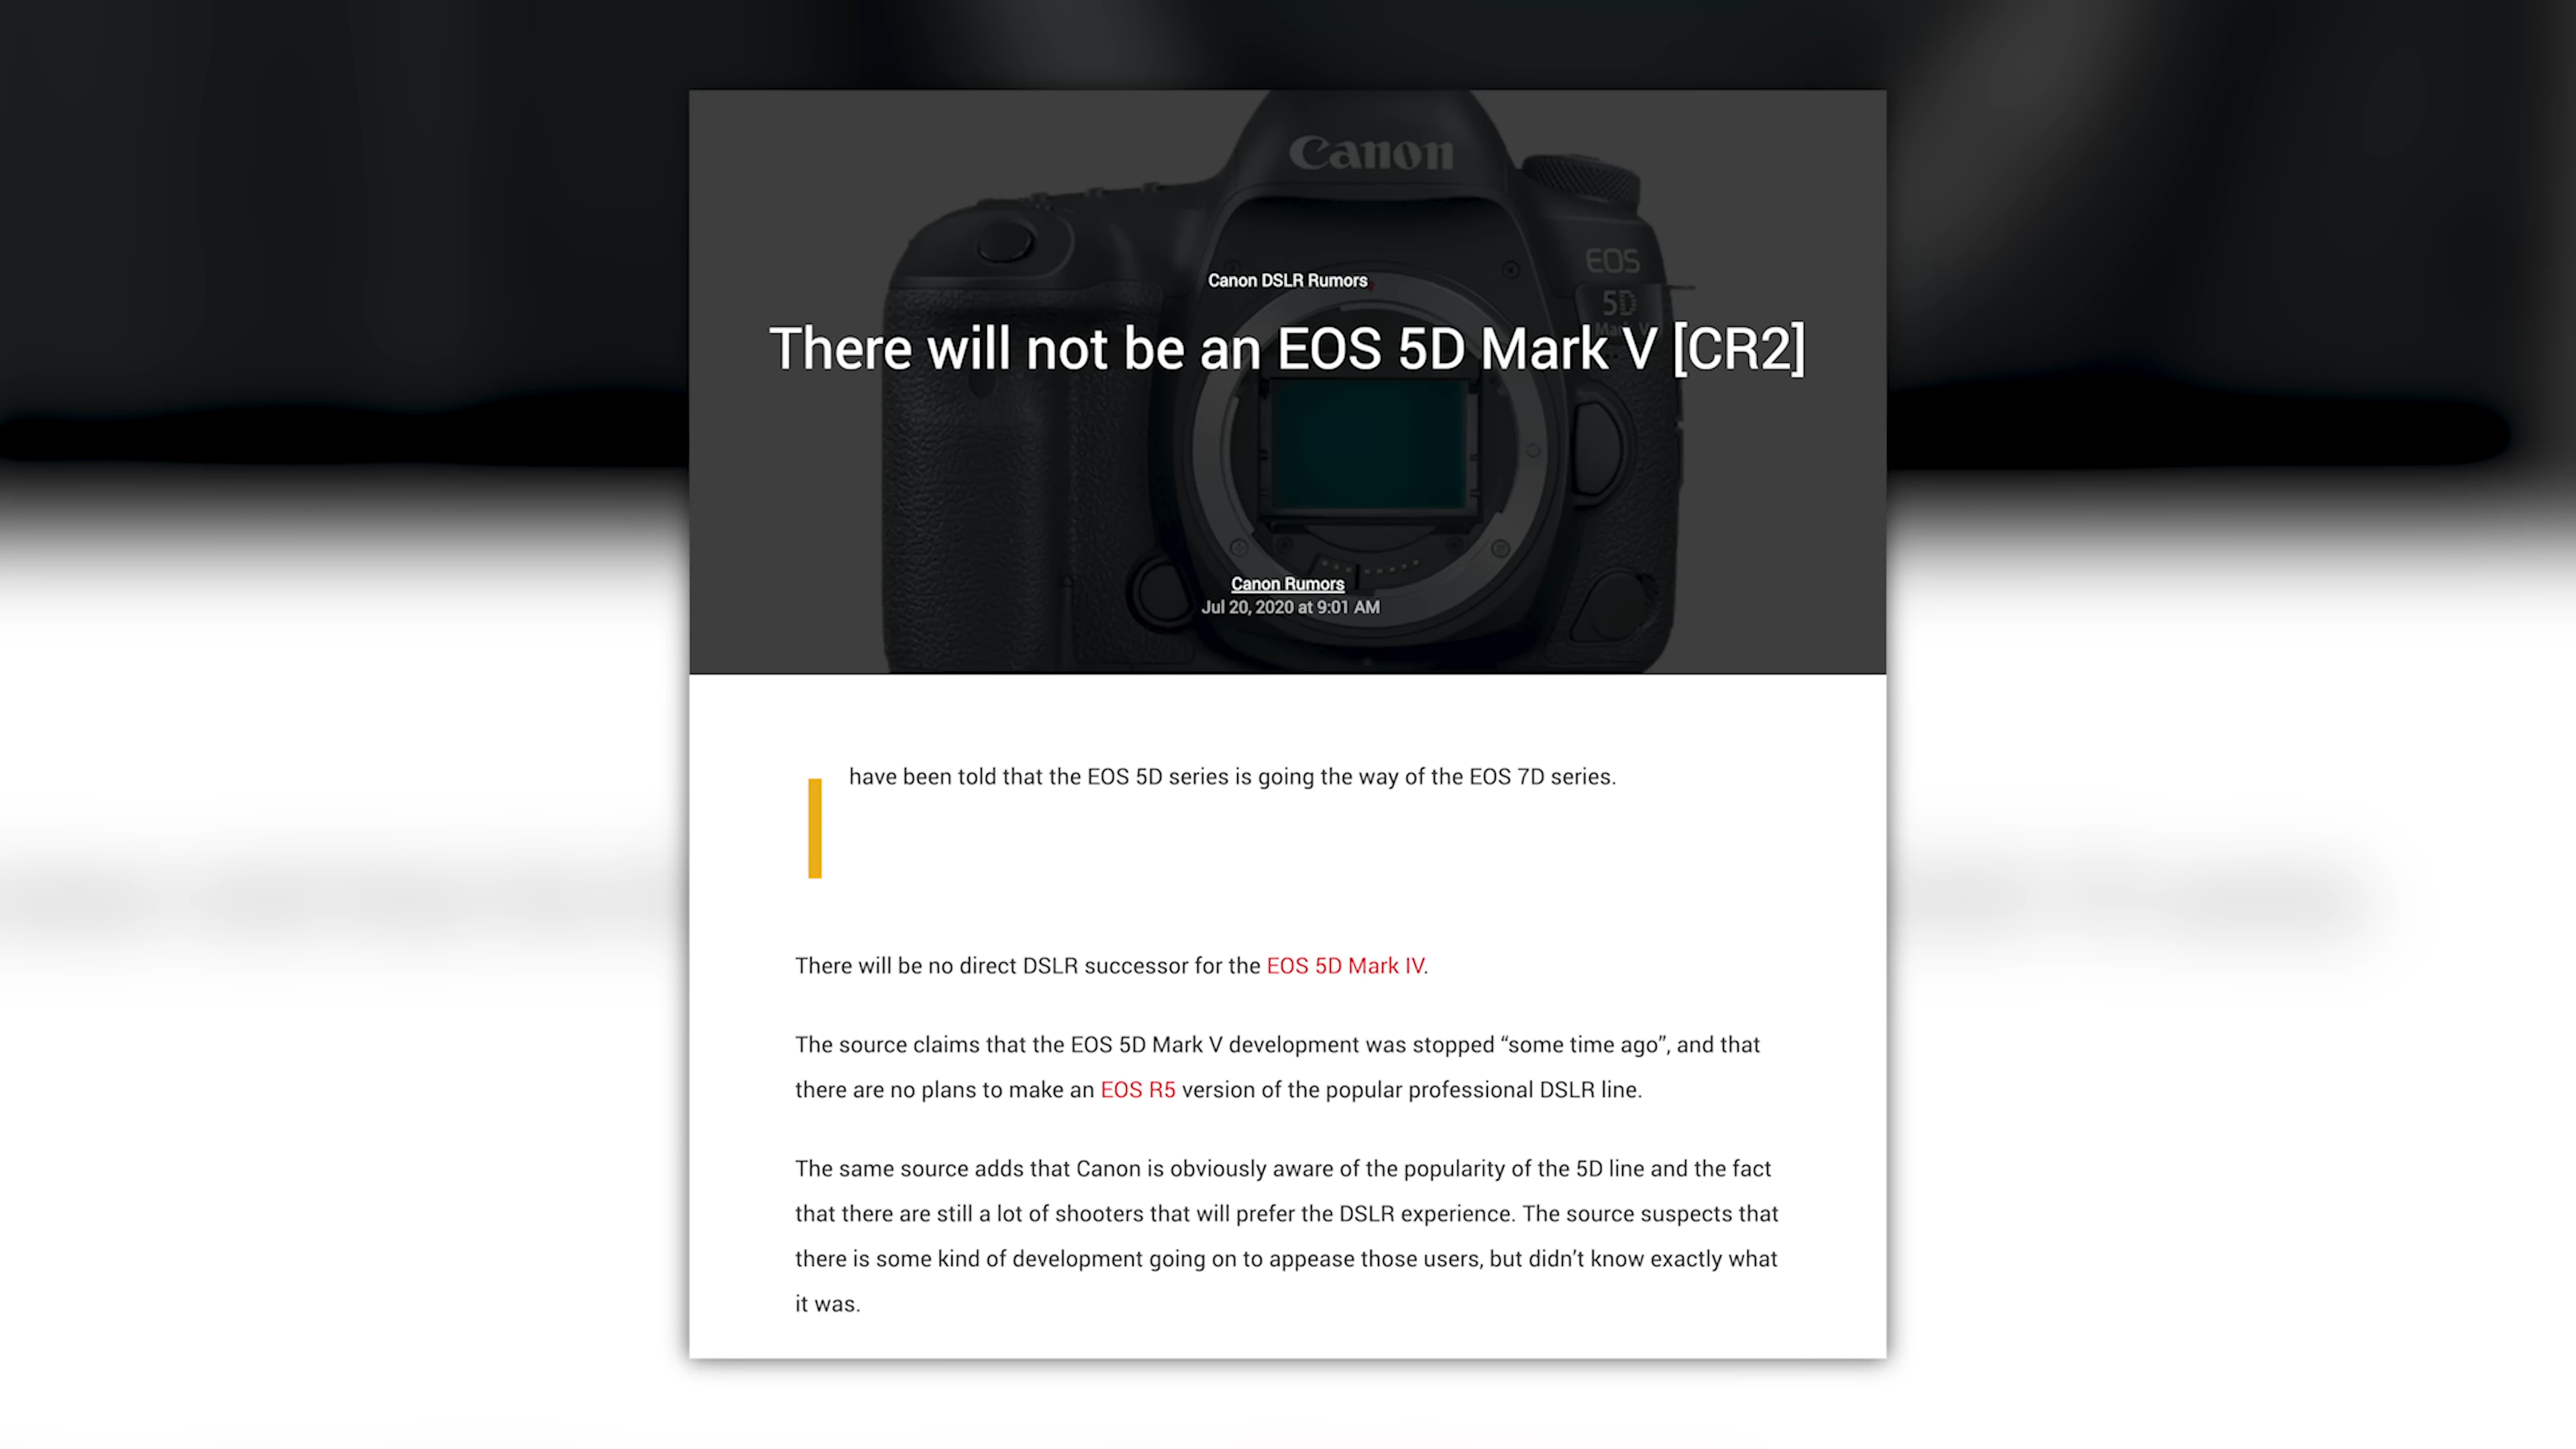 Canon
EOS
5D
Mark V
Canon DSLR Rumors
There will not be an EOS 5D Mark V [CR2]
Canon Rumors
Jul 20, 2020 at 9:01 AM
I have been told that the EOS 5D series is going the way of the EOS 7D series.
There will be no direct DSLR successor for the EOS 5D Mark IV.
The source claims that the EOS 5D Mark V development was stopped “some time ago”, and that
there are no plans to make an EOS R5 version of the popular professional DSLR line.
The same source adds that Canon is obviously aware of the popularity of the 5D line and the fact
that there are still a lot of shooters that will prefer the DSLR experience. The source suspects that
there is some kind of development going on to appease those users, but didn’t know exactly what
it was.